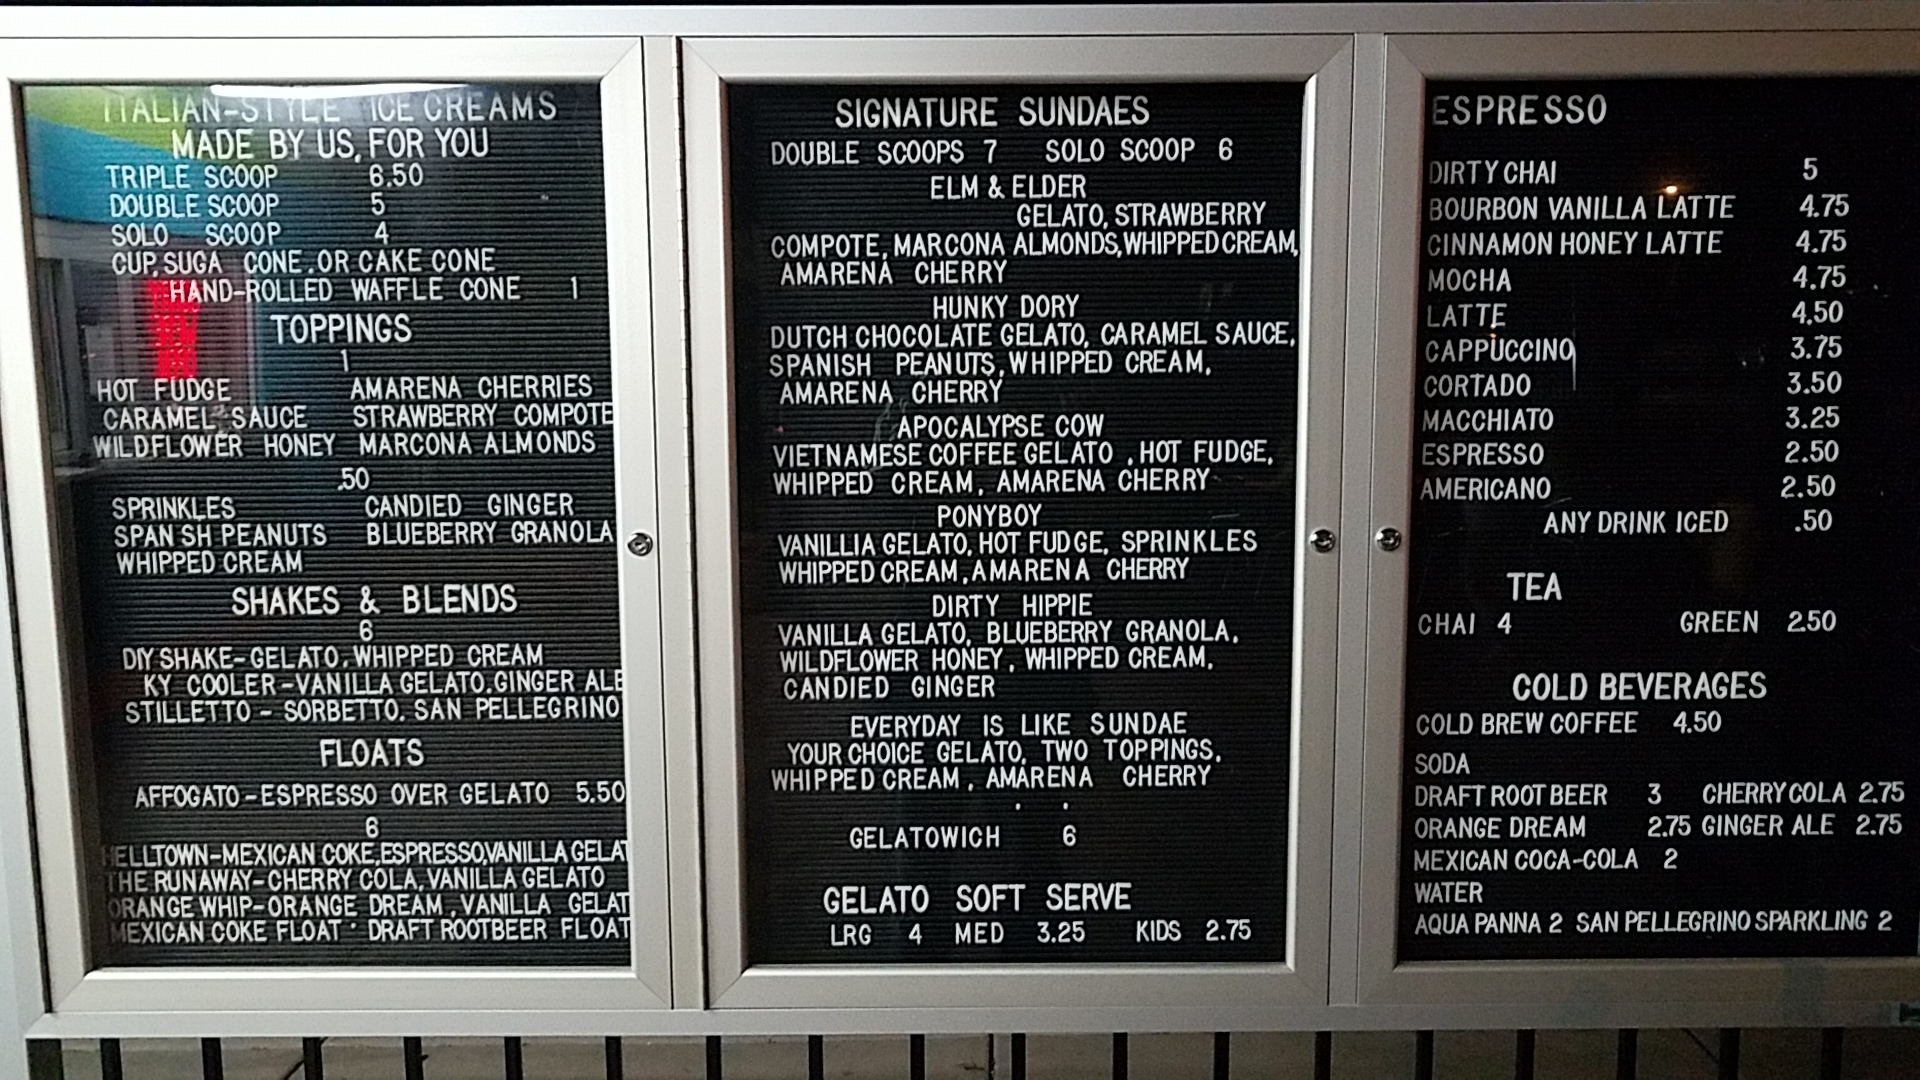 ITALIAN-STYLE ICE CREAMS
MADE BY US, FOR YOU
TRIPLE SCOOP 6.50
DOUBLE SCOOP 5
SOLO SCOOP 4
CUP, SUGA CONE, OR CAKE CONE
HAND-ROLLED WAFFLE CONE 1
TOPPINGS
1
HOT FUDGE AMARENA CHERRIES
CARAMEL SAUCE STRAWBERRY COMPOTE
WILDFLOWER HONEY MARCONA ALMONDS
.50
SPRINKLES CANDIED GINGER
SPAN SH PEANUTS BLUEBERRY GRANOLA
WHIPPED CREAM
SHAKES & BLENDS
6
DIY SHAKE-GELATO, WHIPPED CREAM
KY COOLER-VANILLA GELATO, GINGER ALE
STILLETTO - SORBETTO. SAN PELLEGRINO
FLOATS
AFFOGATO-ESPRESSO OVER GELATO 5.50
6
HELLTOWN-MEXICAN COKE, ESPRESSO, VANILLA GELAT
THE RUNAWAY-CHERRY COLA, VANILLA GELATO
ORANGE WHIP-ORANGE DREAM, VANILLA GELAT
MEXICAN COKE FLOAT · DRAFT ROOTBEER FLOAT
SIGNATURE SUNDAES
DOUBLE SCOOPS 7 SOLO SCOOP 6
ELM & ELDER
GELATO, STRAWBERRY
COMPOTE, MARCONA ALMONDS, WHIPPED CREAM,
AMARENA CHERRY
HUNKY DORY
DUTCH CHOCOLATE GELATO, CARAMEL SAUCE,
SPANISH PEANUTS, WHIPPED CREAM,
AMARENA CHERRY
APOCALYPSE COW
VIETNAMESE COFFEE GELATO , HOT FUDGE,
WHIPPED CREAM, AMARENA CHERRY
PONYBOY
VANILLIA GELATO, HOT FUDGE, SPRINKLES
WHIPPED CREAM, AMARENA CHERRY
DIRTY HIPPIE
VANILLA GELATO, BLUEBERRY GRANOLA,
WILDFLOWER HONEY, WHIPPED CREAM,
CANDIED GINGER
EVERYDAY IS LIKE SUNDAE
YOUR CHOICE GELATO, TWO TOPPINGS,
WHIPPED CREAM, AMARENA CHERRY
GELATOWICH 6
GELATO SOFT SERVE
LRG 4 MED 3.25 KIDS 2.75
ESPRESSO
DIRTY CHAI 5
BOURBON VANILLA LATTE 4.75
CINNAMON HONEY LATTE 4.75
MOCHA 4.75
LATTE 4.50
CAPPUCCINO 3.75
CORTADO 3.50
MACCHIATO 3.25
ESPRESSO 2.50
AMERICANO 2.50
ANY DRINK ICED .50
TEA
CHAI 4 GREEN 2.50
COLD BEVERAGES
COLD BREW COFFEE 4.50
SODA
DRAFT ROOT BEER 3 CHERRY COLA 2.75
ORANGE DREAM 2.75 GINGER ALE 2.75
MEXICAN COCA-COLA 2
WATER
AQUA PANNA 2 SAN PELLEGRINO SPARKLING 2